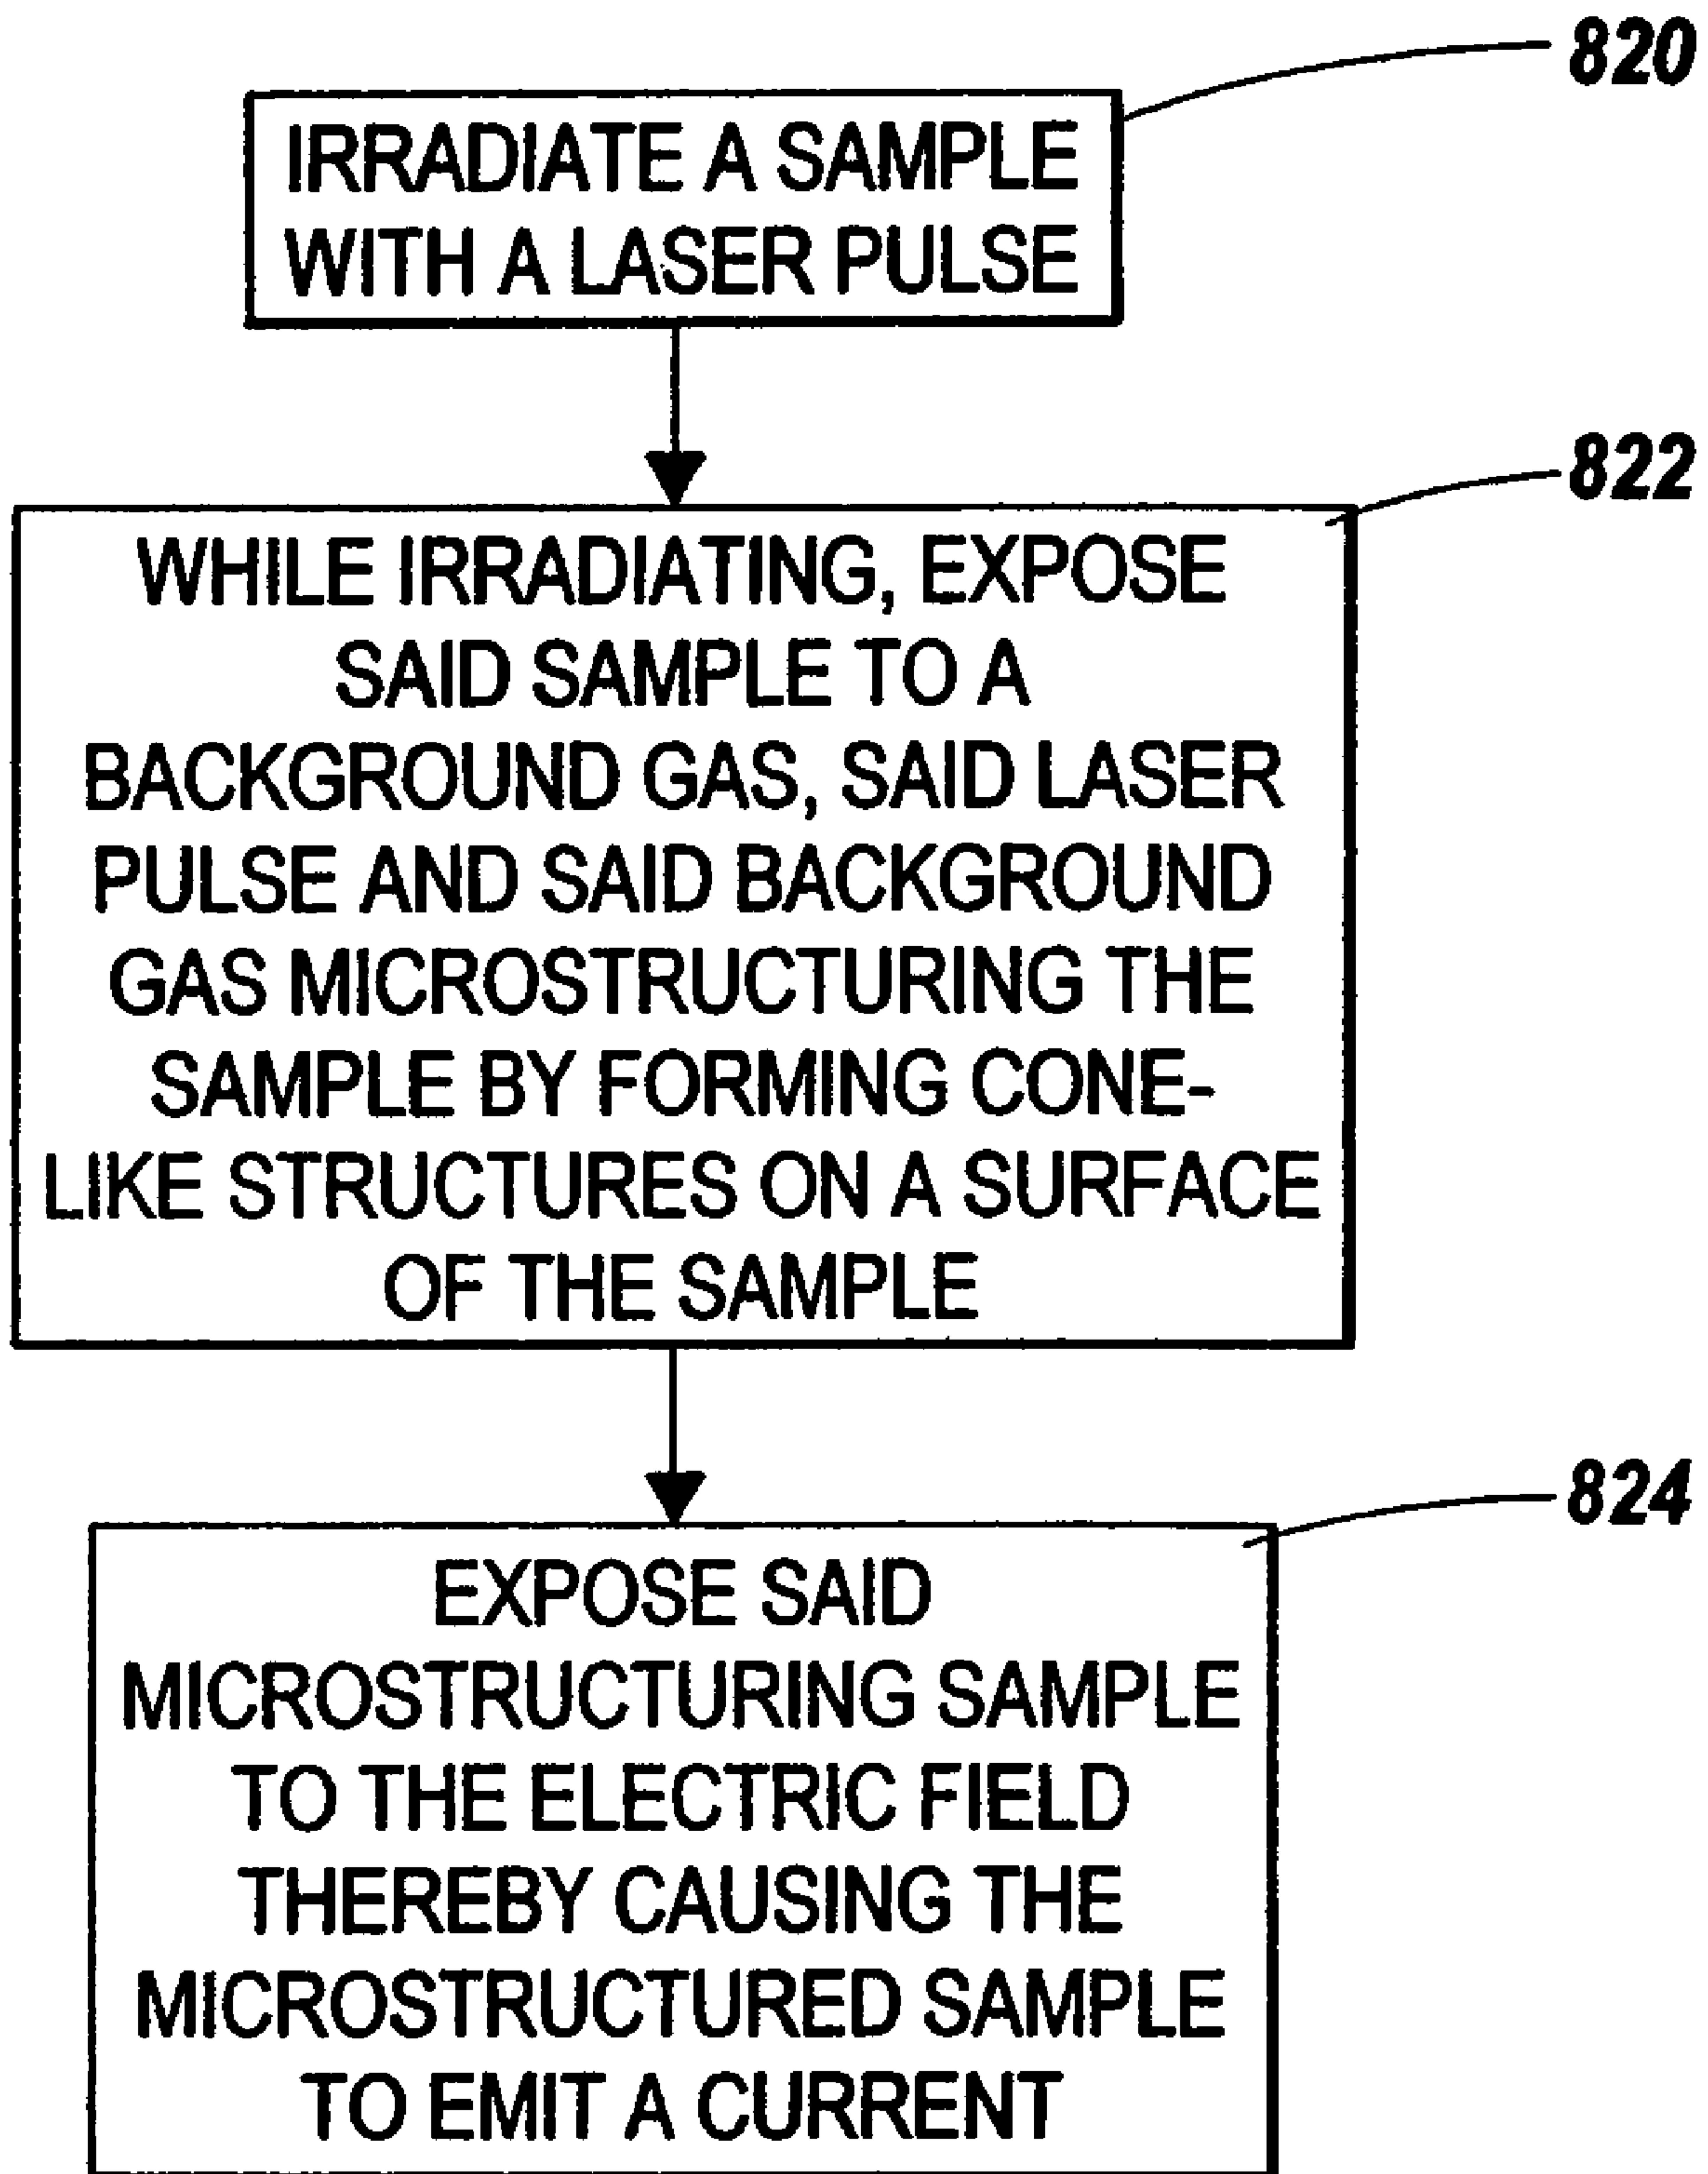 820
IRRADIATE A SAMPLE
WITH A LASER PULSE
822
WHILE IRRADIATING, EXPOSE
SAID SAMPLE TO A
BACKGROUND GAS, SAID LASER
PULSE AND SAID BACKGROUND
GAS MICROSTRUCTURING THE
SAMPLE BY FORMING CONE-
LIKE STRUCTURES ON A SURFACE
OF THE SAMPLE
824
EXPOSE SAID
MICROSTRUCTURING SAMPLE
TO THE ELECTRIC FIELD
THEREBY CAUSING THE
MICROSTRUCTURED SAMPLE
TO EMIT A CURRENT